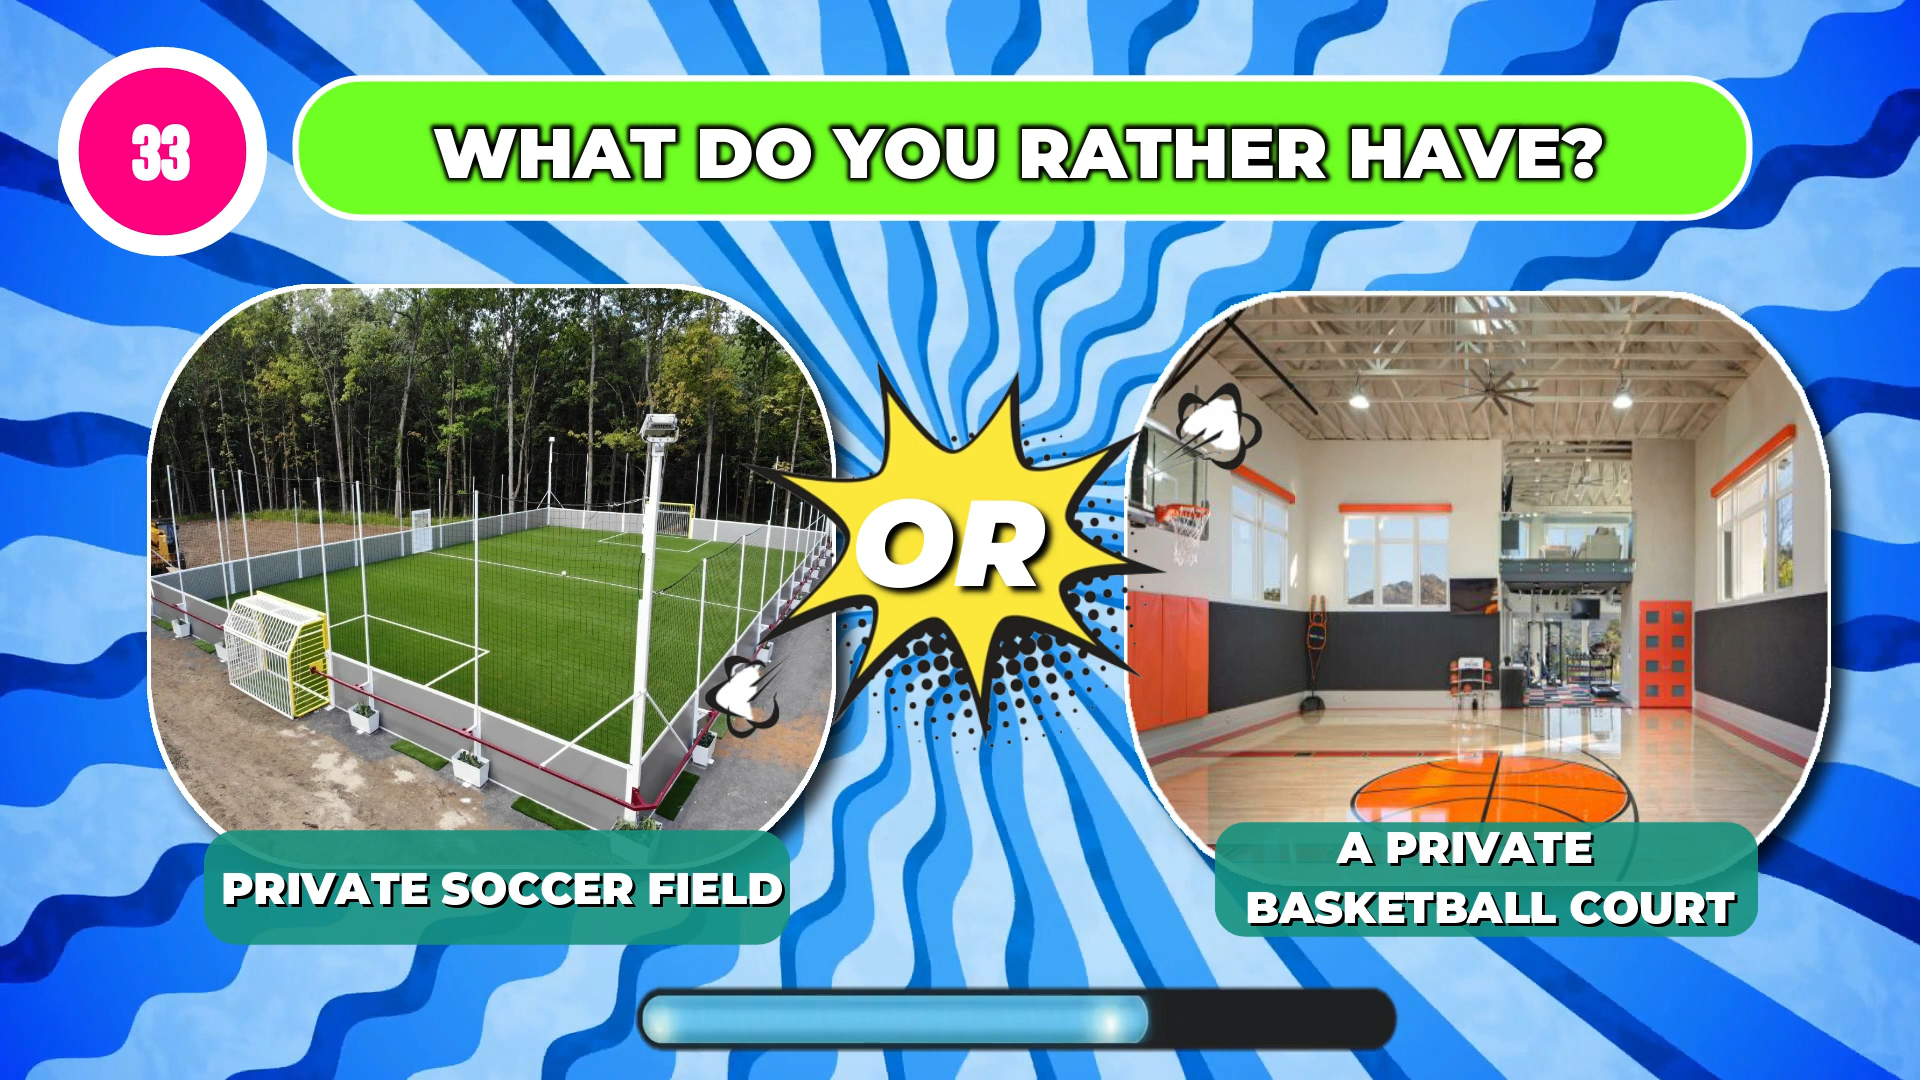 33
WHAT DO YOU RATHER HAVE?
OR
PRIVATE SOCCER FIELD
A PRIVATE
BASKETBALL COURT